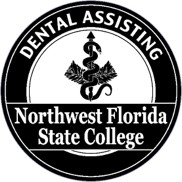 DENTAL ASSISTING
Northwest Florida
State College